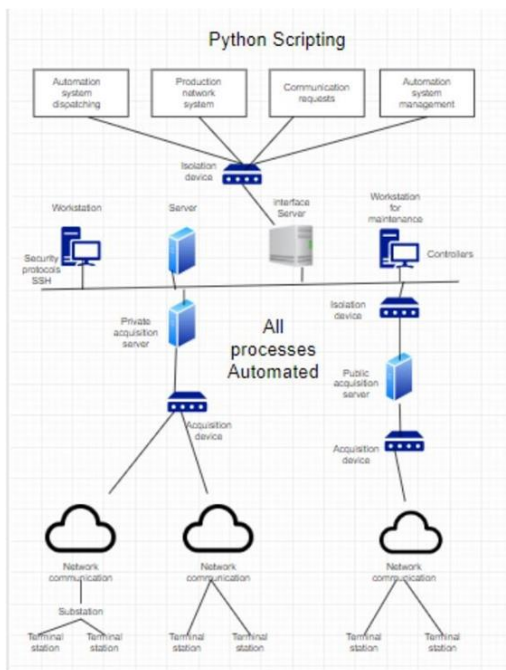 Python Scripting
Automation
system
dispatching
Production
network
system
Communication
requests
Automation
system
management
Isolation
device
Workstation
Server
Interface
Server
Workstation
for
maintenance
Security
protocols
SSH
Controllers
Private
acquisition
server
All
processes
Automated
Isolation
device
Public
acquisition
server
Acquisition
device
Acquisition
device
Network
communication
Network
communication
Network
communication
Substation
Terminal
station
Terminal
station
Terminal
station
Terminal
station
Terminal
station
Terminal
station